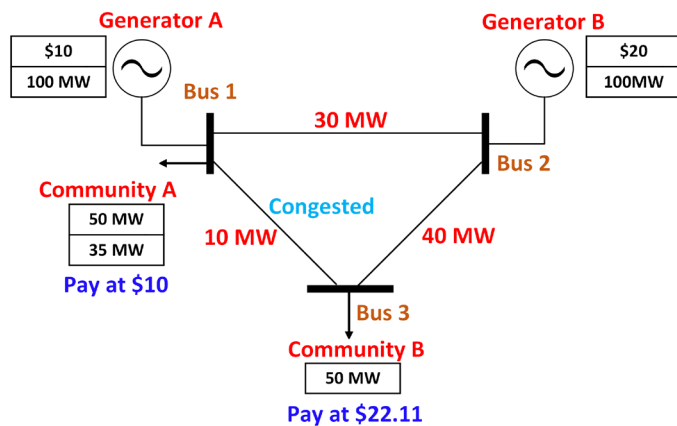 Generator A
Generator B
$10
100 MW
$20
100MW
Bus 1
30 MW
Bus 2
Community A
50 MW
35 MW
Pay at $10
Congested
10 MW
40 MW
Bus 3
Community B
50 MW
Pay at $22.11